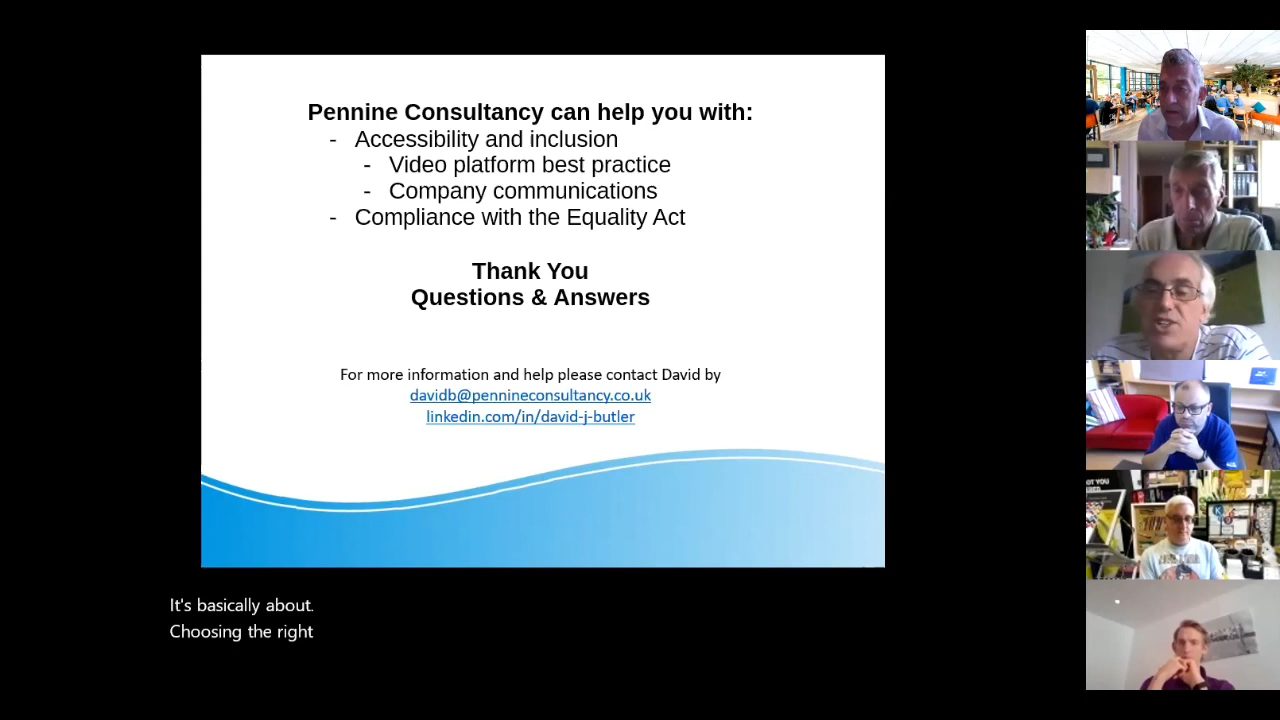 Pennine Consultancy can help you with:
- Accessibility and inclusion
- Video platform best practice
- Company communications
- Compliance with the Equality Act
Thank You
Questions & Answers
For more information and help please contact David by
davidb@pennineconsultancy.co.uk
linkedin.com/in/david-j-butler
It's basically about.
Choosing the right